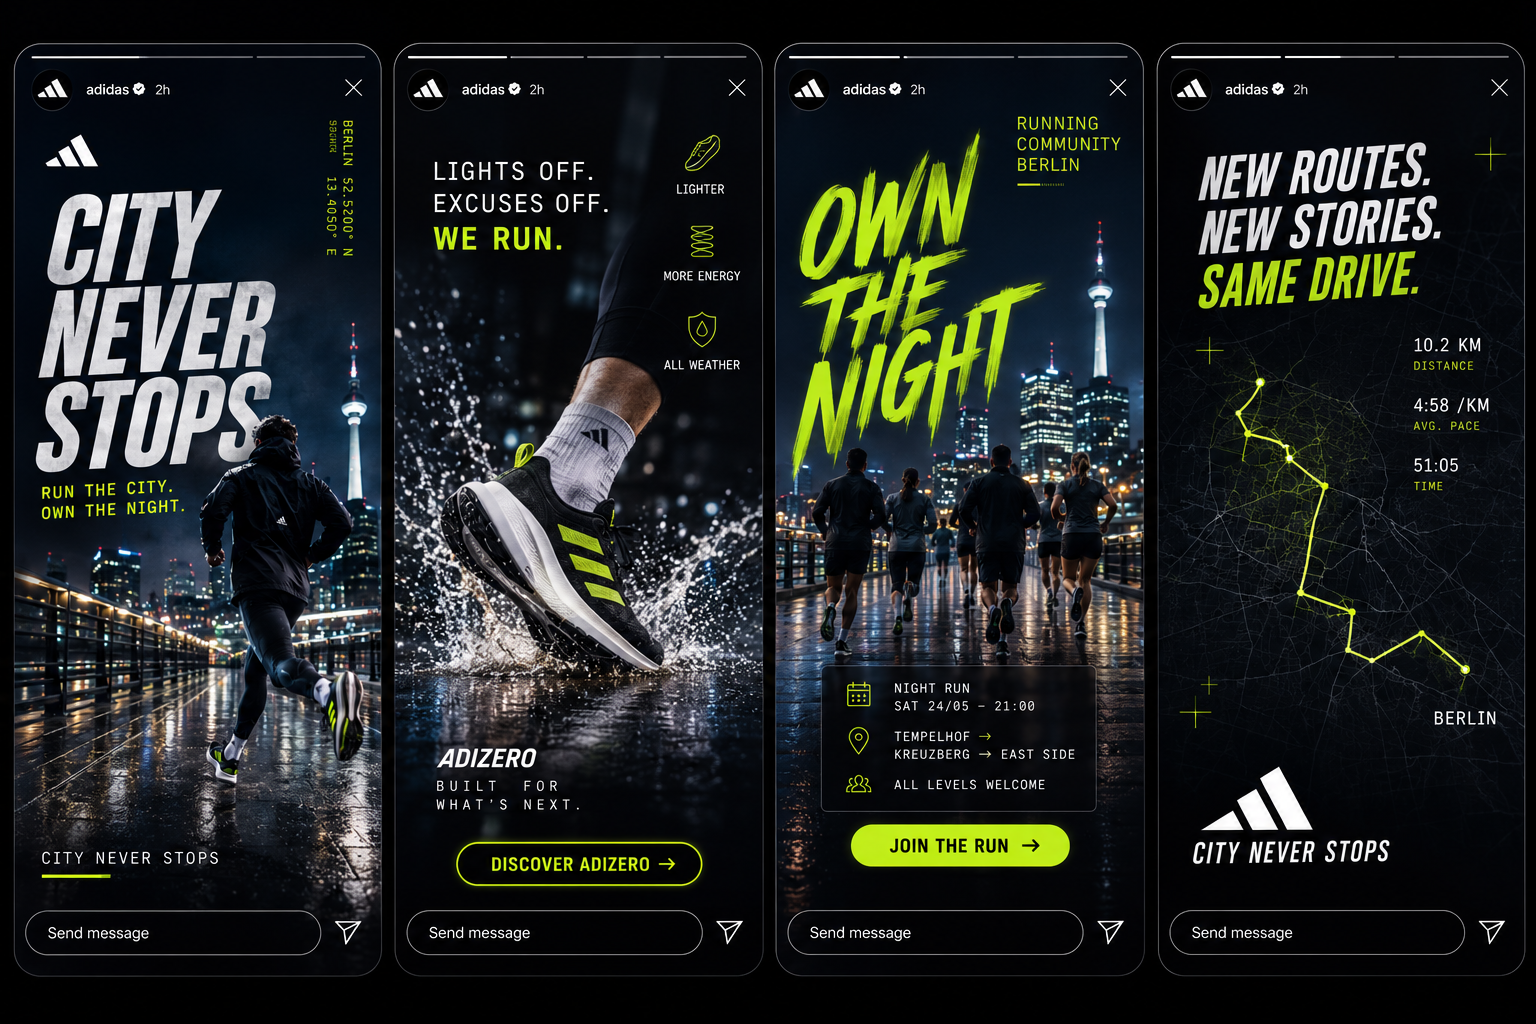 adidas 2h
BERLIN 52.5200° N
13.4050° E
CITY
NEVER
STOPS
RUN THE CITY.
OWN THE NIGHT.
CITY NEVER STOPS
Send message
adidas 2h
LIGHTS OFF.
EXCUSES OFF.
WE RUN.
LIGHTER
MORE ENERGY
ALL WEATHER
ADIZERO
BUILT FOR
WHAT'S NEXT.
DISCOVER ADIZERO →
Send message
adidas 2h
RUNNING
COMMUNITY
BERLIN
OWN
THE
NIGHT
NIGHT RUN
SAT 24/05 – 21:00
TEMPELHOF →
KREUZBERG → EAST SIDE
ALL LEVELS WELCOME
JOIN THE RUN →
Send message
adidas 2h
NEW ROUTES.
NEW STORIES.
SAME DRIVE.
10.2 KM
DISTANCE
4:58 /KM
AVG. PACE
51:05
TIME
BERLIN
CITY NEVER STOPS
Send message